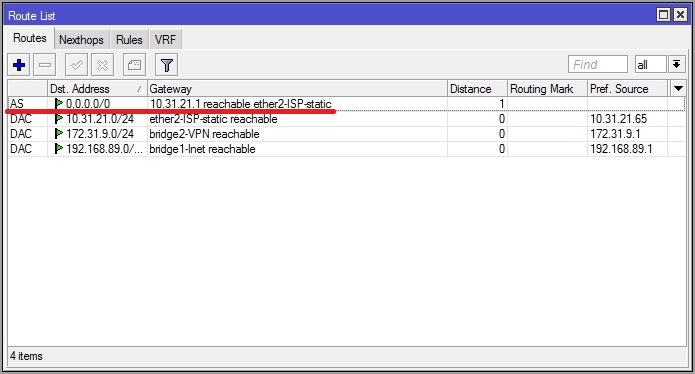 Route List
Routes Nexthops Rules VRF
Find all
Dst. Address Gateway Distance Routing Mark Pref. Source
AS 0.0.0.0/0 10.31.21.1 reachable ether2-ISP-static 1
DAC 10.31.21.0/24 ether2-ISP-static reachable 0 10.31.21.65
DAC 172.31.9.0/24 bridge2-VPN reachable 0 172.31.9.1
DAC 192.168.89.0/... bridge1-Inet reachable 0 192.168.89.1
4 items